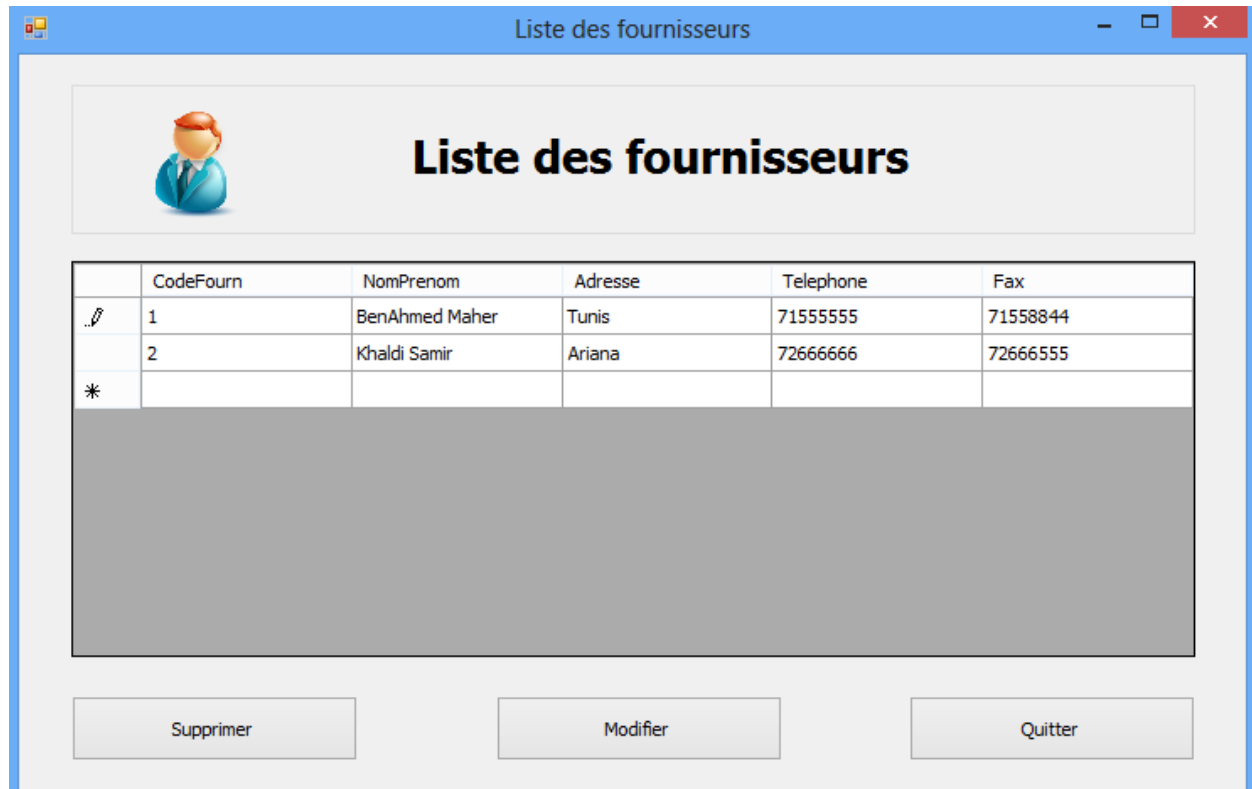 Liste des fournisseurs
Liste des fournisseurs
CodeFourn NomPrenom Adresse Telephone Fax
1 BenAhmed Maher Tunis 71555555 71558844
2 Khaldi Samir Ariana 72666666 72666555
Supprimer Modifier Quitter